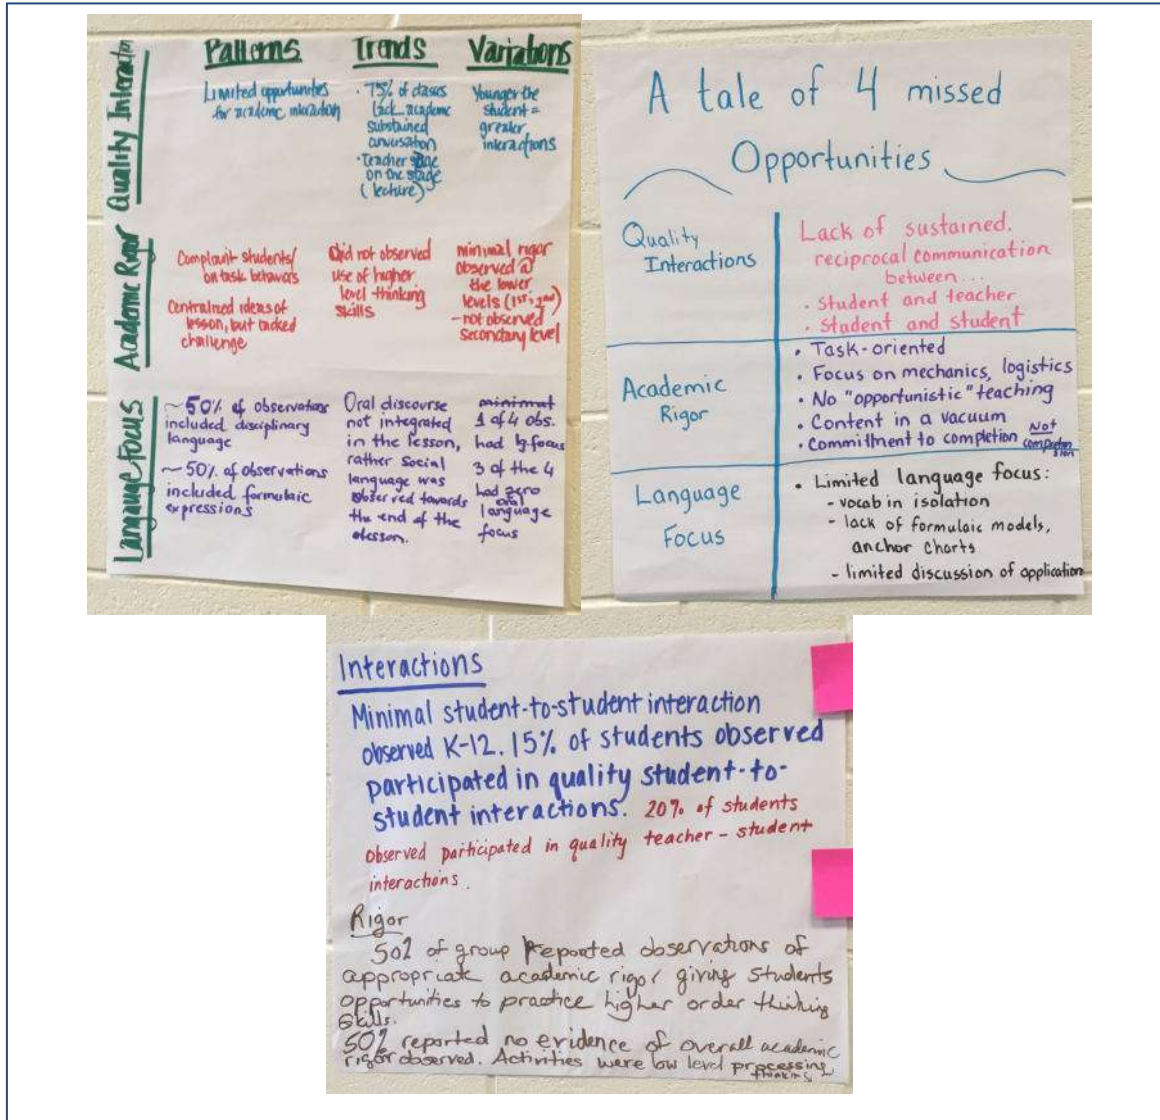 Patterns Trends Variations
Quality Interaction
Limited opportunities
for academic interaction
· 75% of classes
lack academic
substained
conversation
· Teacher sage
on the stage
(lecture)
Younger the
student =
greater
interactions
Academic Rigor
Complaint students/
on task behaviors
Centralized ideas of
lesson, but lacked
challenge
Did not observed
use of higher
level thinking
skills
minimal rigor
observed @
the lower
levels (1st, 2nd)
- not observed
secondary level
Language Focus
~50% of observations
included disciplinary
language
~50% of observations
included formulaic
expressions
Oral discourse
not integrated
in the lesson,
rather social
language was
observed towards
the end of the
lesson.
minimal
1 of 4 obs.
had lg focus
3 of the 4
had zero
oral
language
focus
A tale of 4 missed
Opportunities
Quality
Interactions
Lack of sustained,
reciprocal communication
between...
· student and teacher
· student and student
Academic
Rigor
· Task-oriented
· Focus on mechanics, logistics
· No "opportunistic" teaching
· Content in a vacuum
· Commitment to completion Not
comprehension
Language
Focus
· Limited language focus:
- vocab in isolation
- lack of formulaic models,
anchor charts
- limited discussion of application
Interactions
Minimal student-to-student interaction
observed K-12. 15% of students observed
participated in quality student-to-
student interactions. 20% of students
observed participated in quality teacher - student
interactions.
Rigor
50% of group reported observations of
appropriate academic rigor giving students
opportunities to practice higher order thinking
skills.
50% reported no evidence of overall academic
rigor observed. Activities were low level processing
thinking